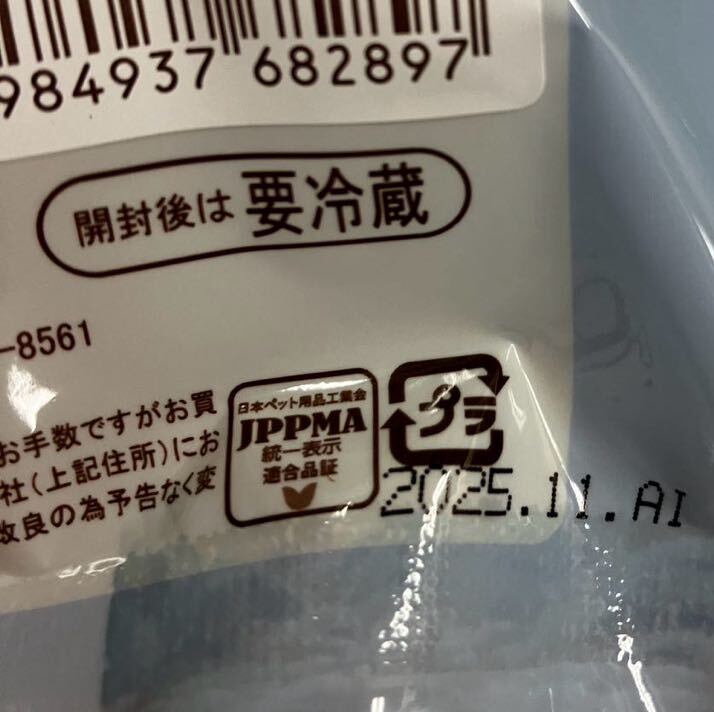 984937 682897
開封後は 要冷蔵
-8561
お手数ですがお買
社(上記住所)にお
改良の為予告なく変
日本ペット用品工業会
JPPMA
統一表示
適合品証
プラ
2025.11.AI